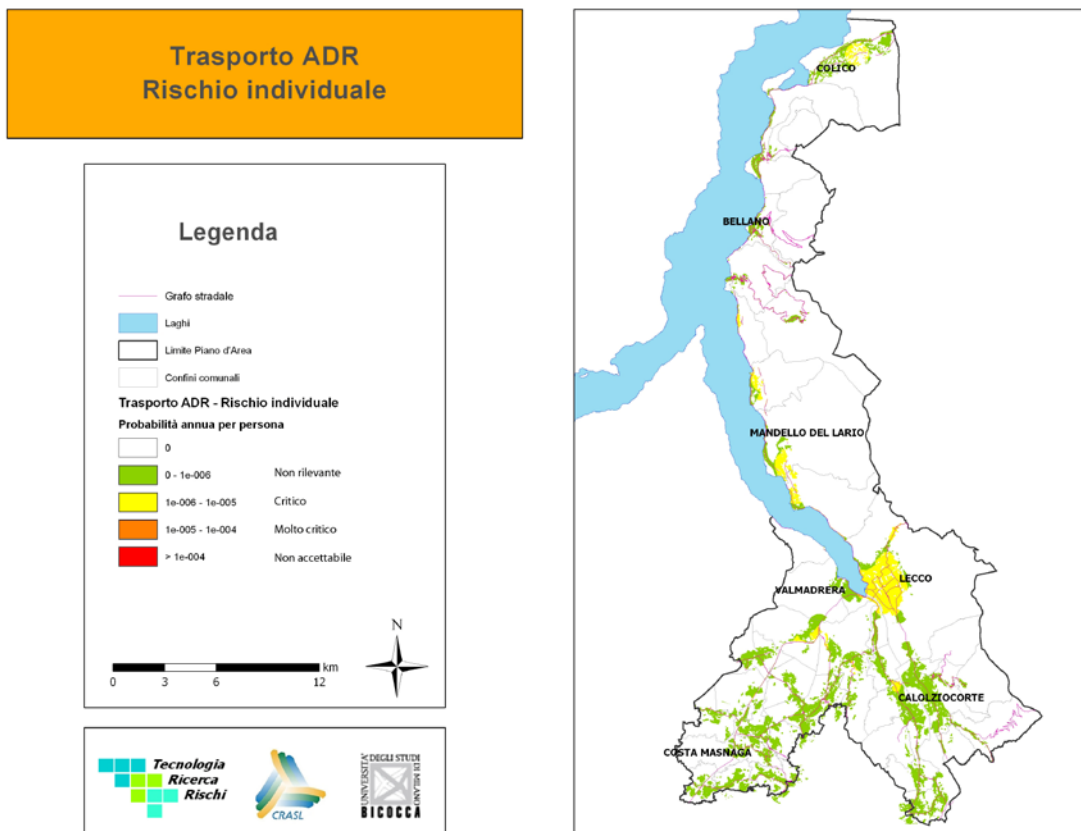 Trasporto ADR
Rischio individuale
Legenda
Grafo stradale
Laghi
Limite Piano d'Area
Confini comunali
Trasporto ADR - Rischio individuale
Probabilità annua per persona
0
0 - 1e-006 Non rilevante
1e-006 - 1e-005 Critico
1e-005 - 1e-004 Molto critico
> 1e-004 Non accettabile
N
km
0 3 6 12
Tecnologia
Ricerca
Rischi
CRASL
UNIVERSITA'
DEGLI STUDI
DI MILANO
BICOCCA
COLICO
BELLANO
MANDELLO DEL LARIO
LECCO
VALMADRERA
CALOLZIOCORTE
COSTA MASNAGA